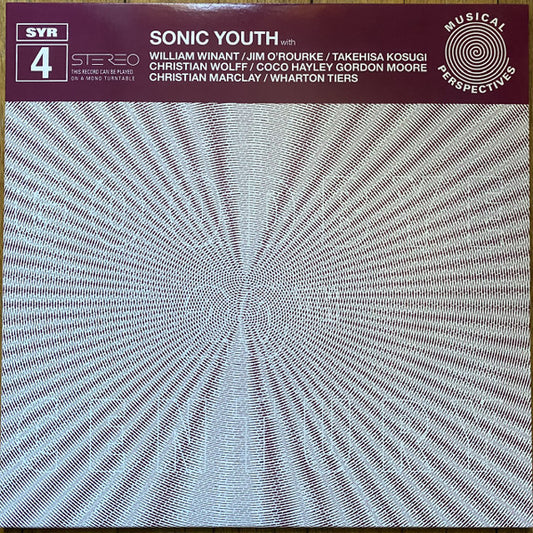 SYR
4
STEREO
THIS RECORD CAN BE PLAYED
ON A MONO TURNTABLE
SONIC YOUTH with
WILLIAM WINANT / JIM O'ROURKE / TAKEHISA KOSUGI
CHRISTIAN WOLFF / COCO HAYLEY GORDON MOORE
CHRISTIAN MARCLAY / WHARTON TIERS
MUSICAL
PERSPECTIVES